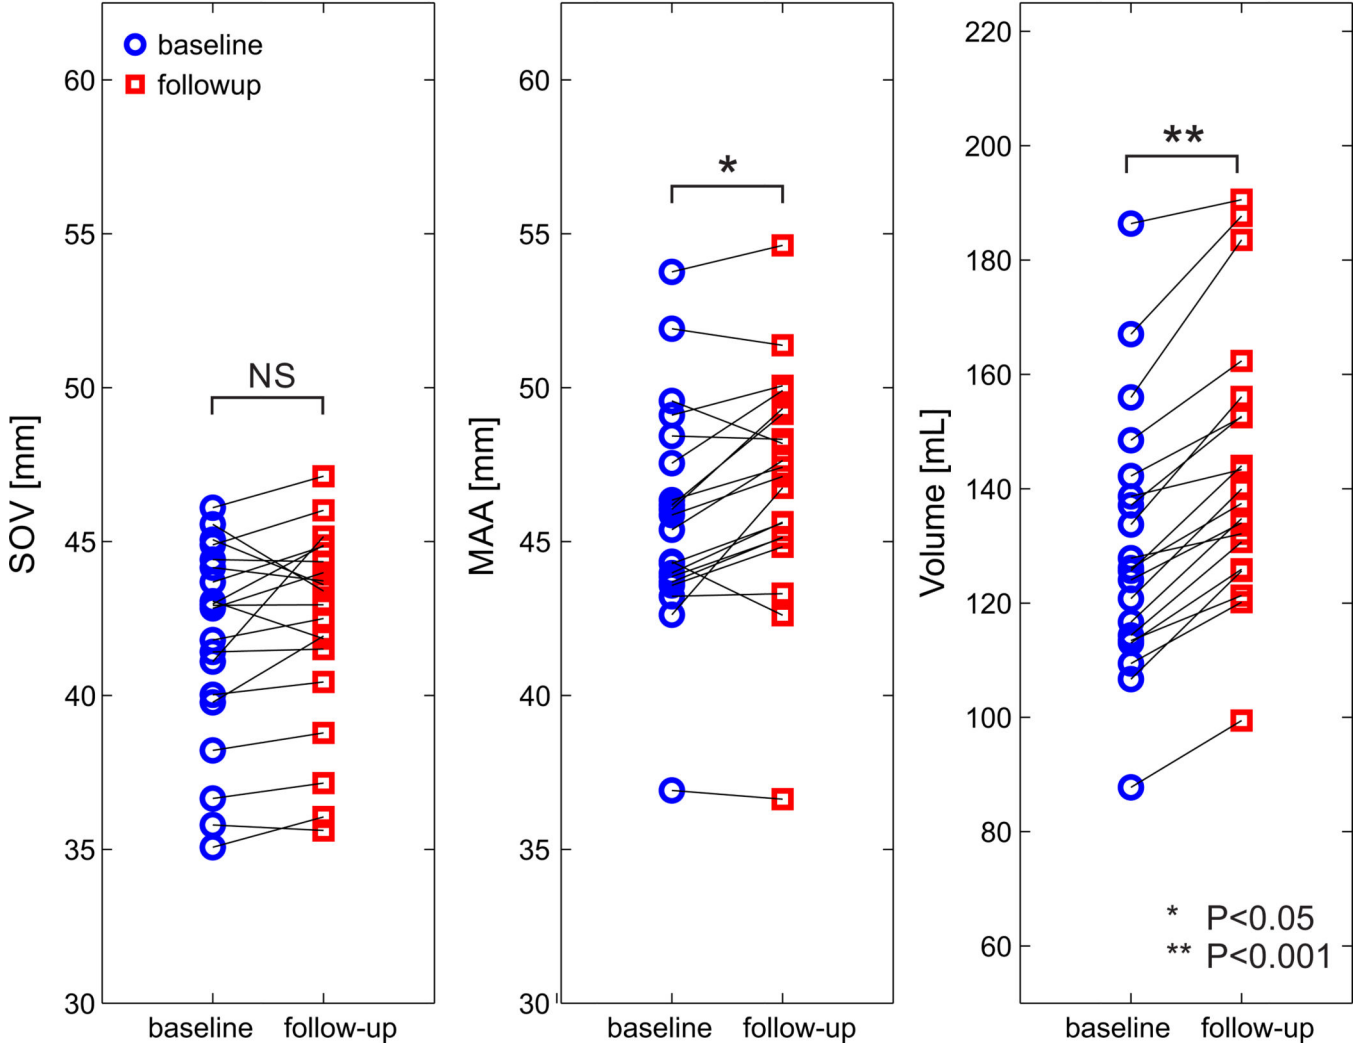 baseline
followup
SOV [mm]
60
55
50
45
40
35
30
NS
baseline
follow-up
MAA [mm]
60
55
50
45
40
35
30
*
baseline
follow-up
Volume [mL]
220
200
180
160
140
120
100
80
60
**
* P<0.05
** P<0.001
baseline
follow-up